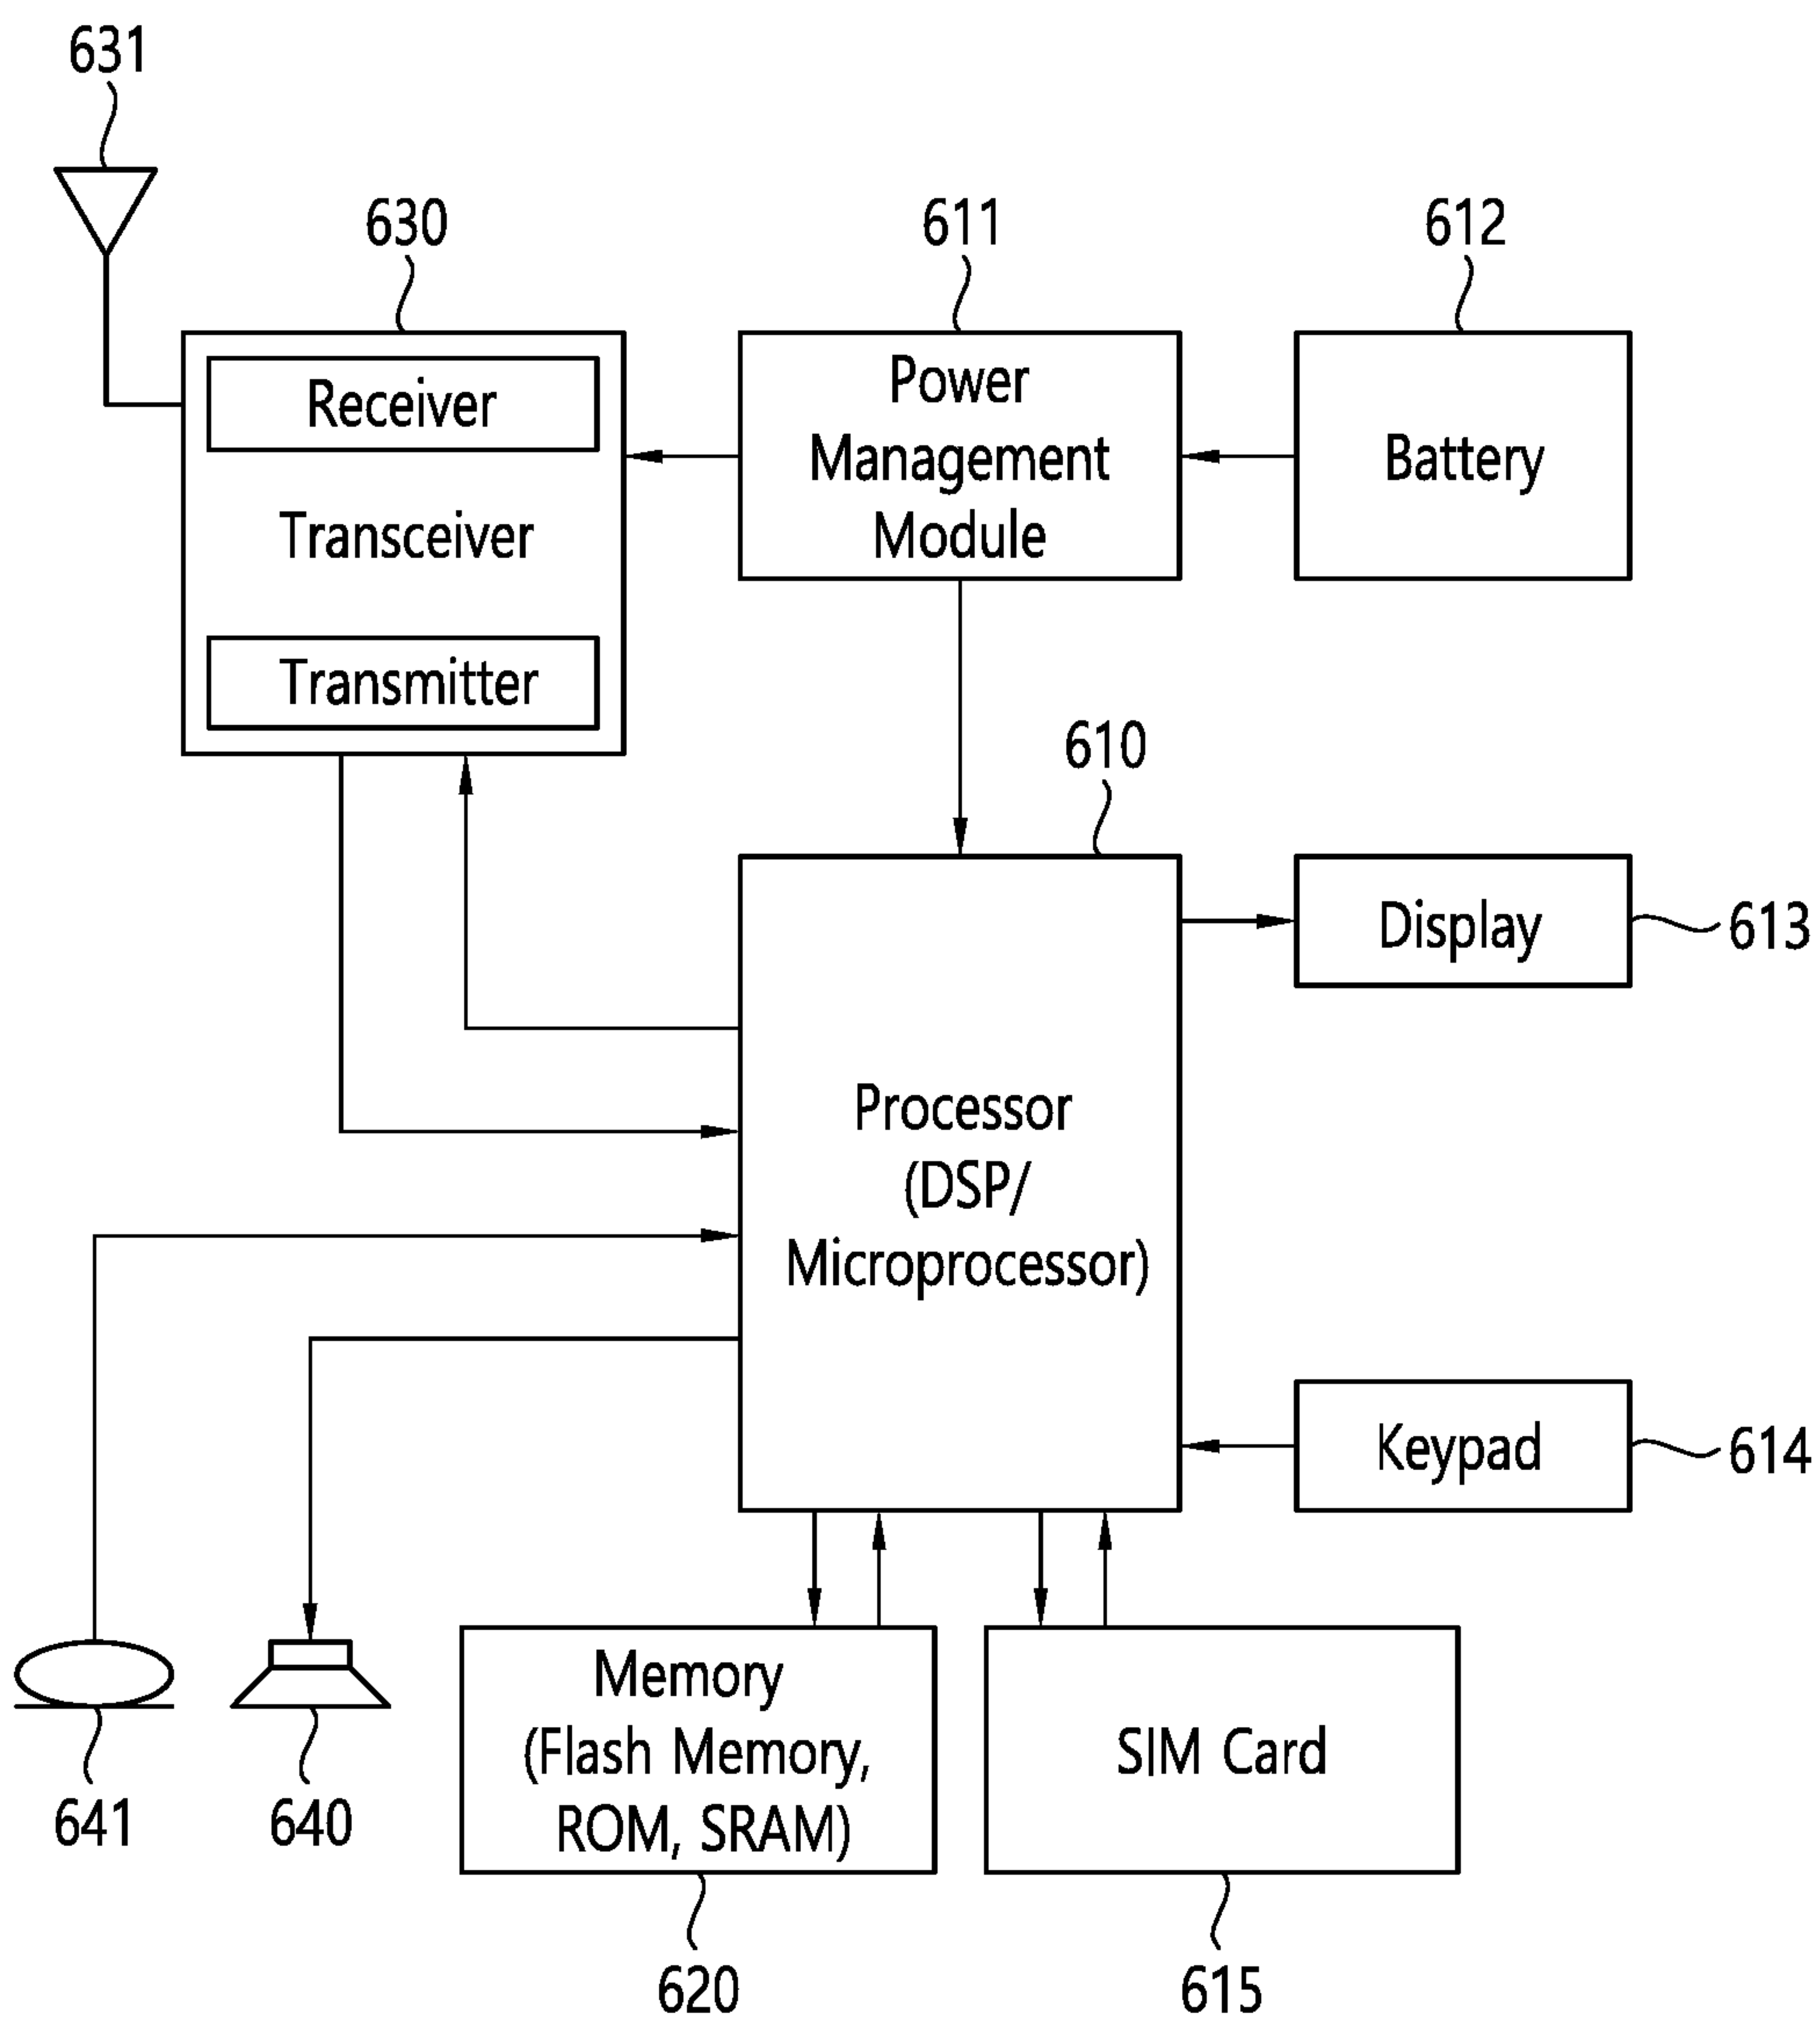 631
630
611
612
Receiver
Transceiver
Transmitter
Power
Management
Module
Battery
610
Processor
(DSP/
Microprocessor)
Display
613
Keypad
614
641
640
Memory
(Flash Memory,
ROM, SRAM)
SIM Card
620
615